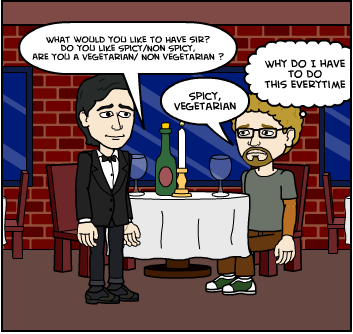 WHAT WOULD YOU LIKE TO HAVE SIR?
DO YOU LIKE SPICY/NON SPICY,
ARE YOU A VEGETARIAN/ NON VEGETARIAN ?
SPICY,
VEGETARIAN
WHY DO I HAVE
TO DO
THIS EVERYTIME